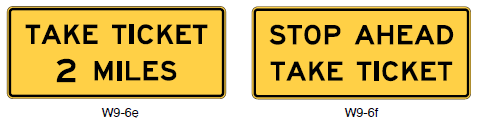 TAKE TICKET
2 MILES
W9-6e
STOP AHEAD
TAKE TICKET
W9-6f